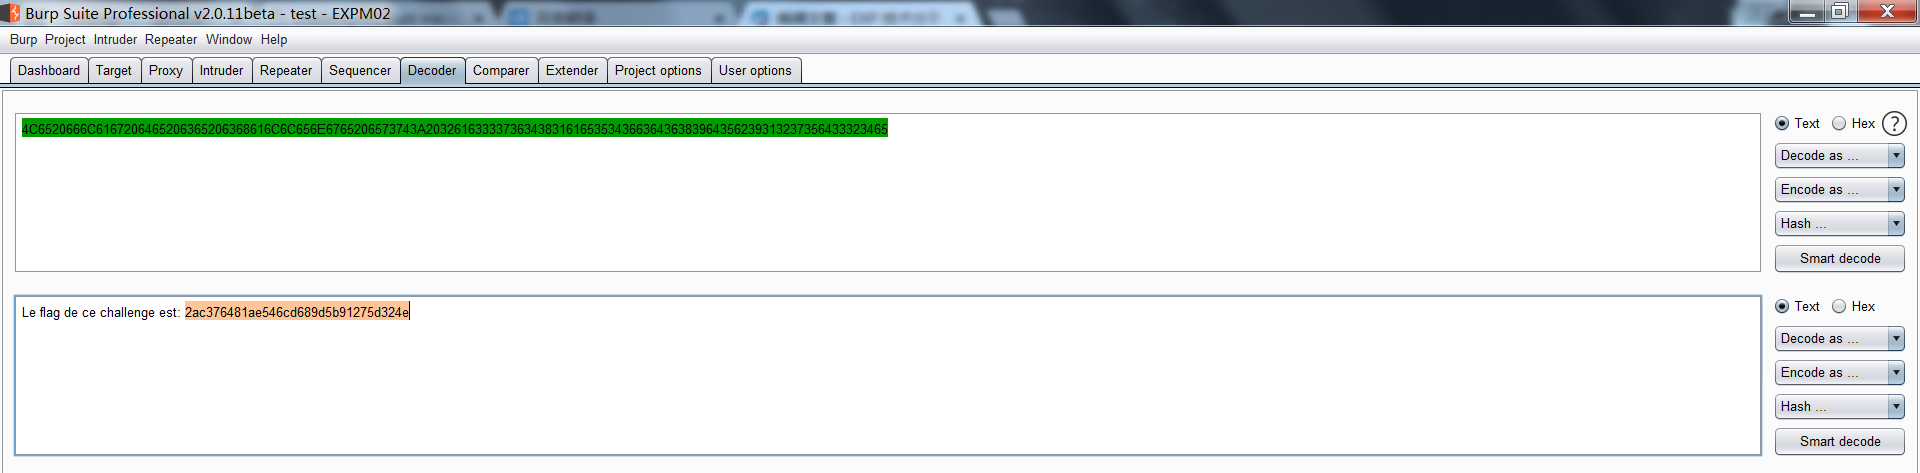 Burp Suite Professional v2.0.11beta - test - EXPM02
Burp Project Intruder Repeater Window Help
Dashboard Target Proxy Intruder Repeater Sequencer Decoder Comparer Extender Project options User options
4C6520666C6167206465206365206368616C6C656E6765206573743A203261633337363438316165353436636436383964356239313237356433323465
Text Hex ?
Decode as ...
Encode as ...
Hash ...
Smart decode
Le flag de ce challenge est: 2ac376481ae546cd689d5b91275d324e
Text Hex
Decode as ...
Encode as ...
Hash ...
Smart decode